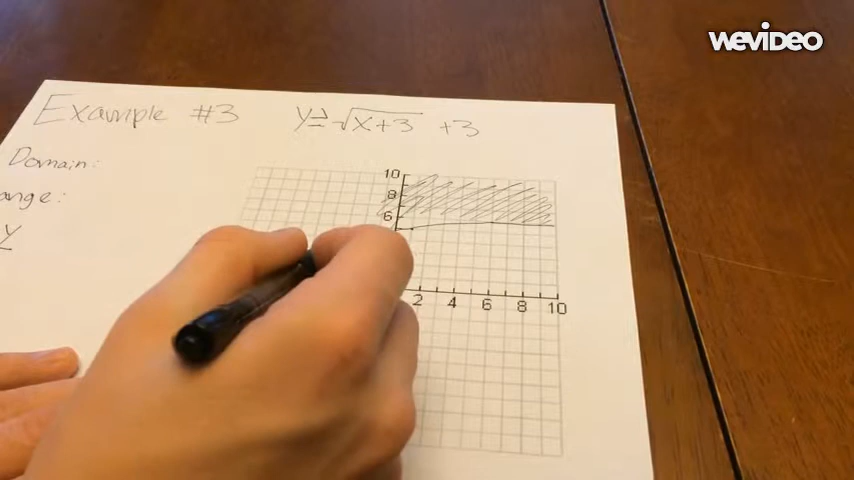 wevideo
Example #3 y ≥ √x+3 +3
Domain:
ange:
y
10
8
6
2 4 6 8 10